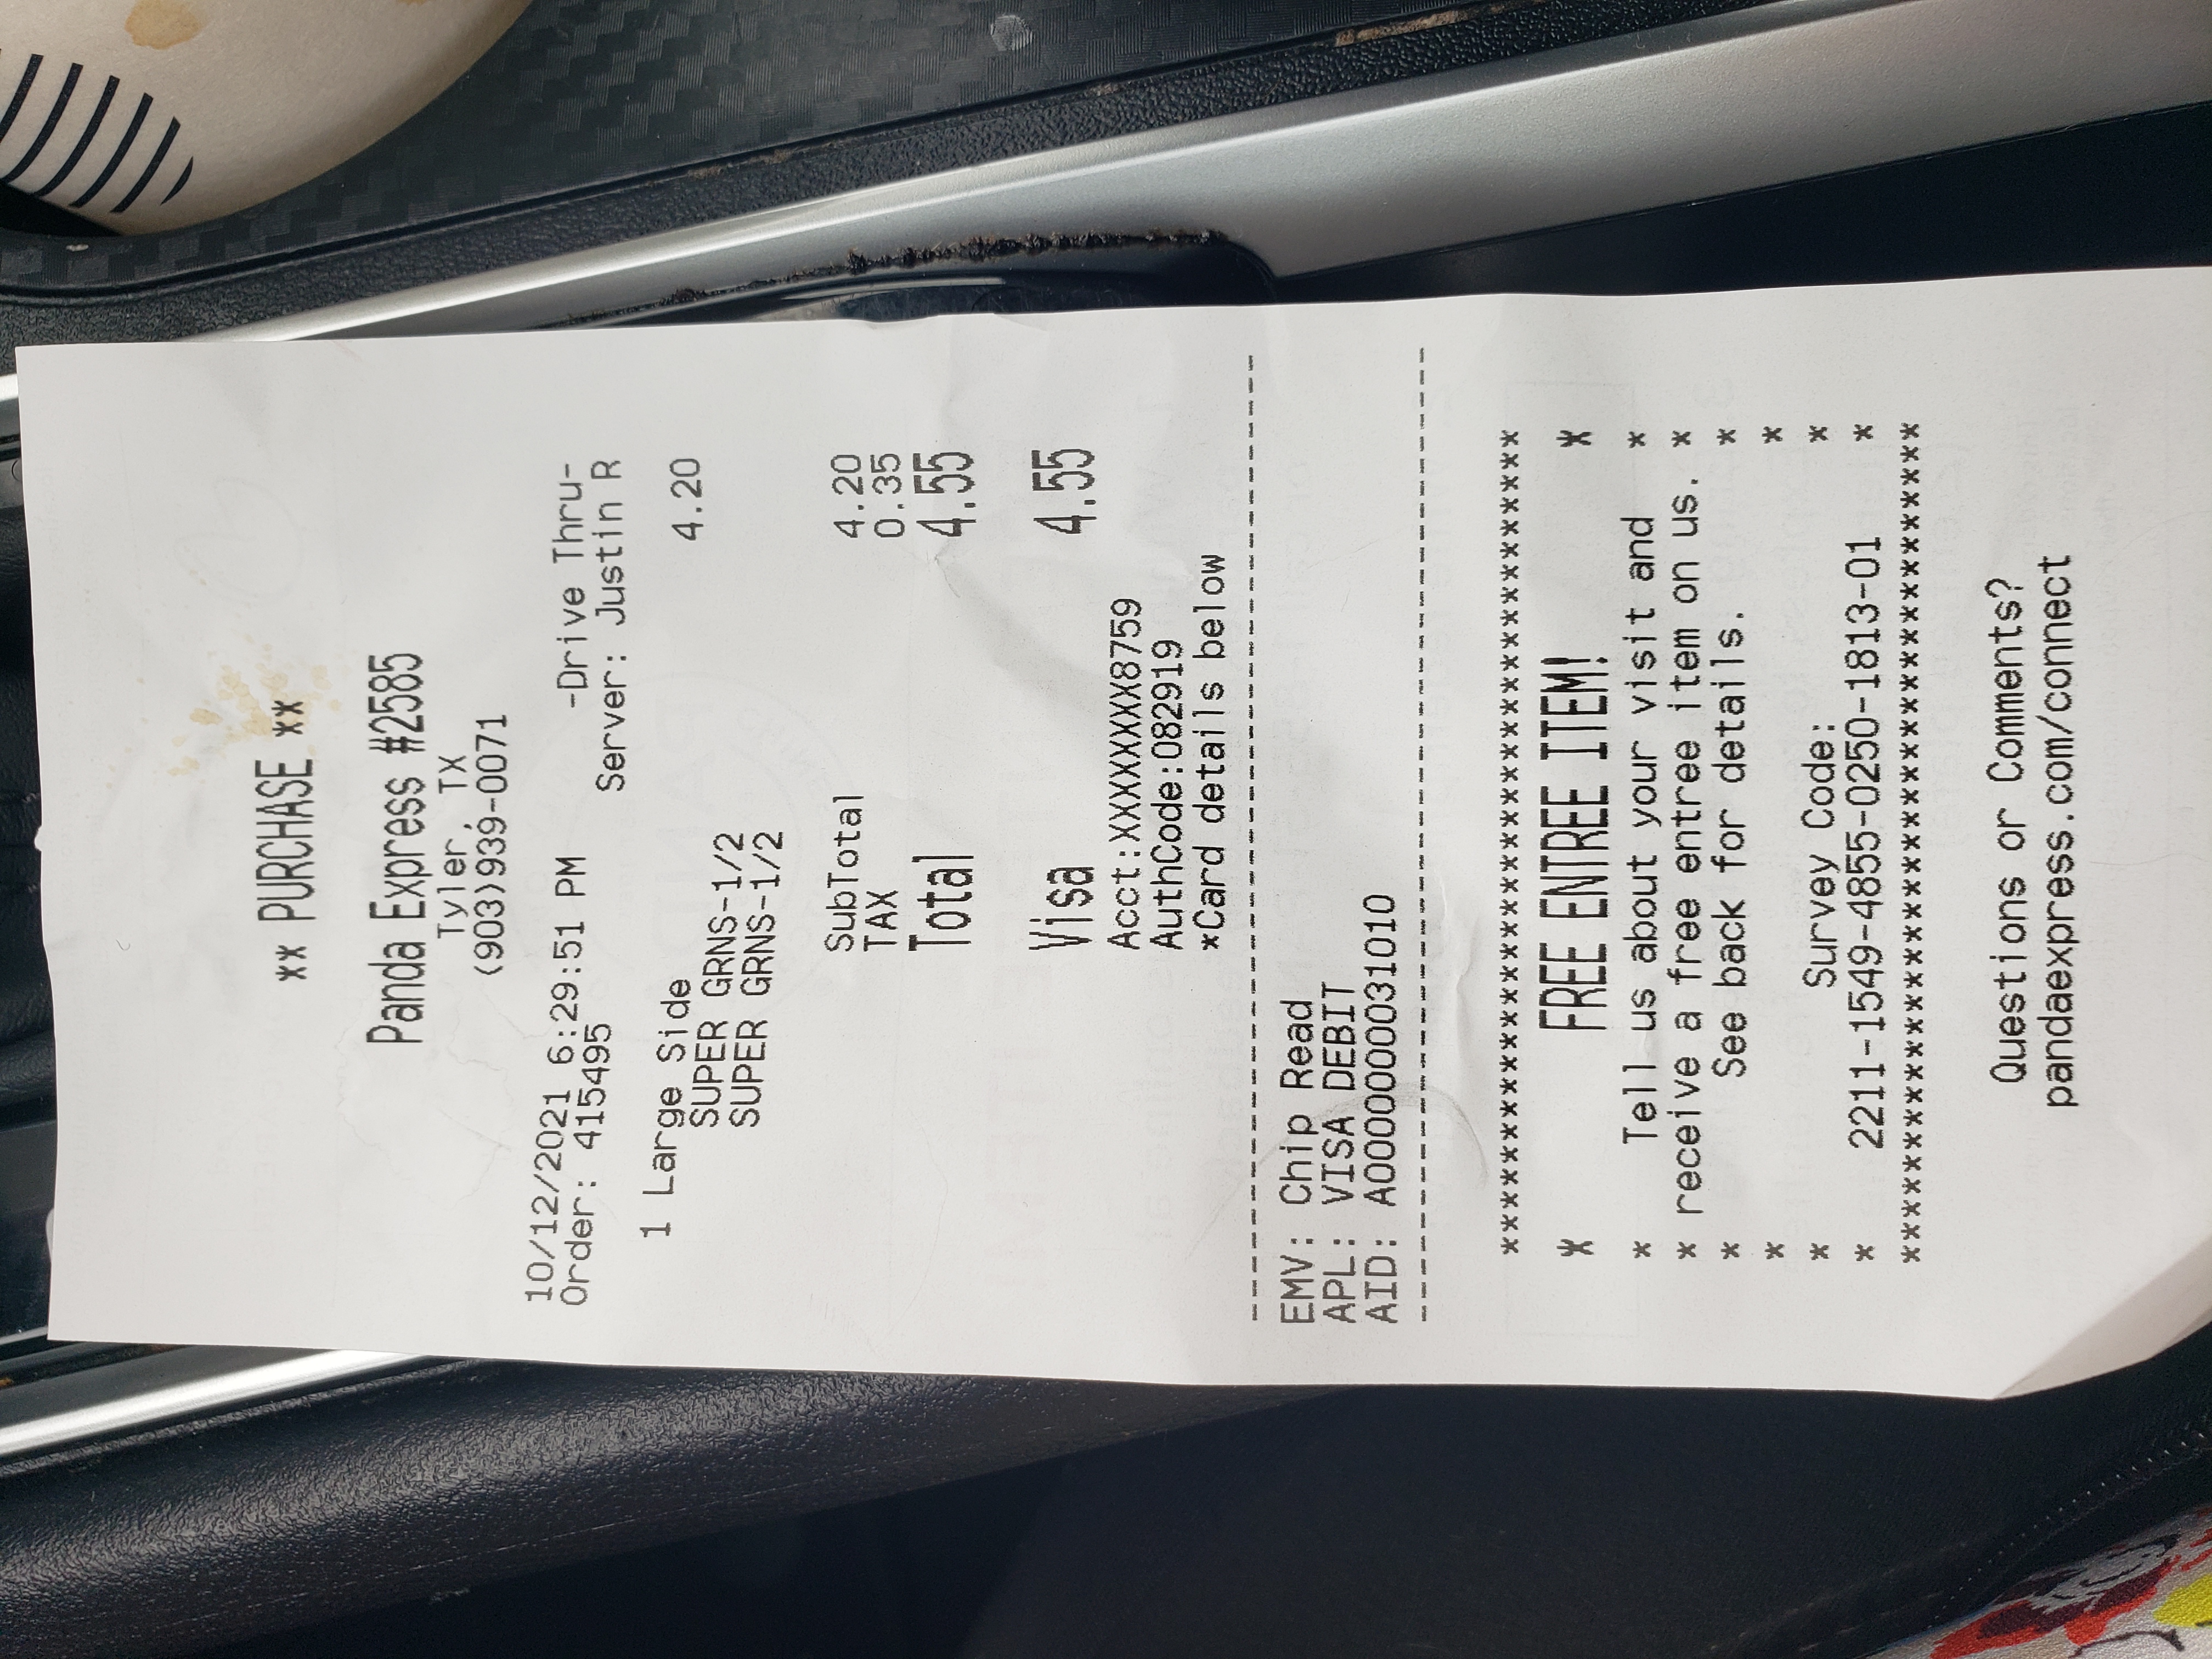 ** PURCHASE **
Panda Express #2585
Tyler, TX
(903)939-0071
10/12/2021 6:29:51 PM -Drive Thru-
Order: 415495 Server: Justin R
1 Large Side 4.20
SUPER GRNS-1/2
SUPER GRNS-1/2
SubTotal 4.20
TAX 0.35
Total 4.55
Visa 4.55
Acct:XXXXXXXX8759
AuthCode:082919
*Card details below
--------------------------------
EMV: Chip Read
APL: VISA DEBIT
AID: A0000000031010
--------------------------------
****************************************
* FREE ENTREE ITEM! *
* Tell us about your visit and *
* receive a free entree item on us. *
* See back for details. *
* *
* Survey Code: *
* 2211-1549-4855-0250-1813-01 *
****************************************
Questions or Comments?
pandaexpress.com/connect